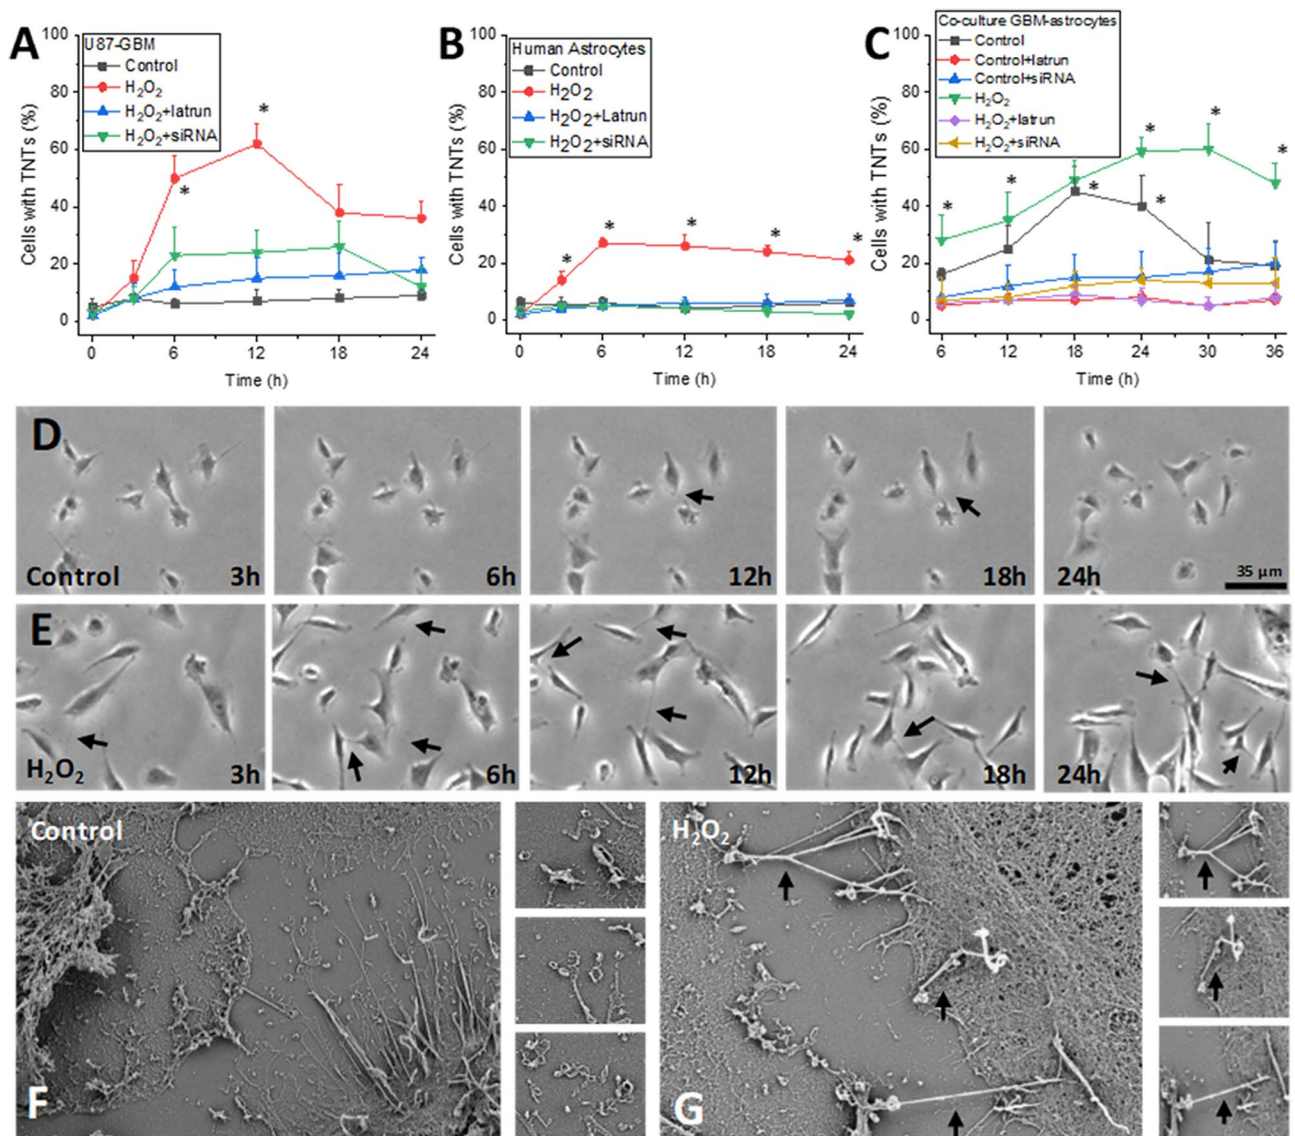 A
U87-GBM
Control
H₂O₂
H₂O₂+latrun
H₂O₂+siRNA
Cells with TNTs (%)
100
80
60
40
20
0
*
*
0 6 12 18 24
Time (h)
B
Human Astrocytes
Control
H₂O₂
H₂O₂+Latrun
H₂O₂+siRNA
Cells with TNTs (%)
100
80
60
40
20
0
* * * * *
0 6 12 18 24
Time (h)
C
Co-culture GBM-astrocytes
Control
Control+latrun
Control+siRNA
H₂O₂
H₂O₂+latrun
H₂O₂+siRNA
Cells with TNTs (%)
100
80
60
40
20
0
* * * * * * *
6 12 18 24 30 36
Time (h)
D
Control 3h
6h
12h
18h
24h
35 µm
E
H₂O₂ 3h
6h
12h
18h
24h
Control
F
H₂O₂
G